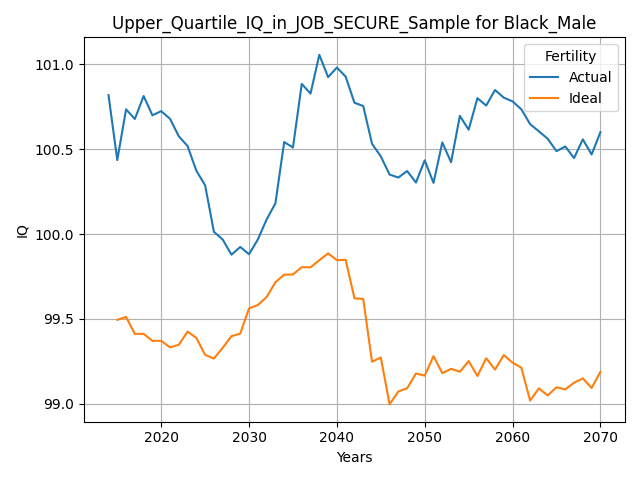 Upper_Quartile_IQ_in_JOB_SECURE_Sample for Black_Male
Fertility
Actual
Ideal
IQ
101.0
100.5
100.0
99.5
99.0
2020 2030 2040 2050 2060 2070
Years